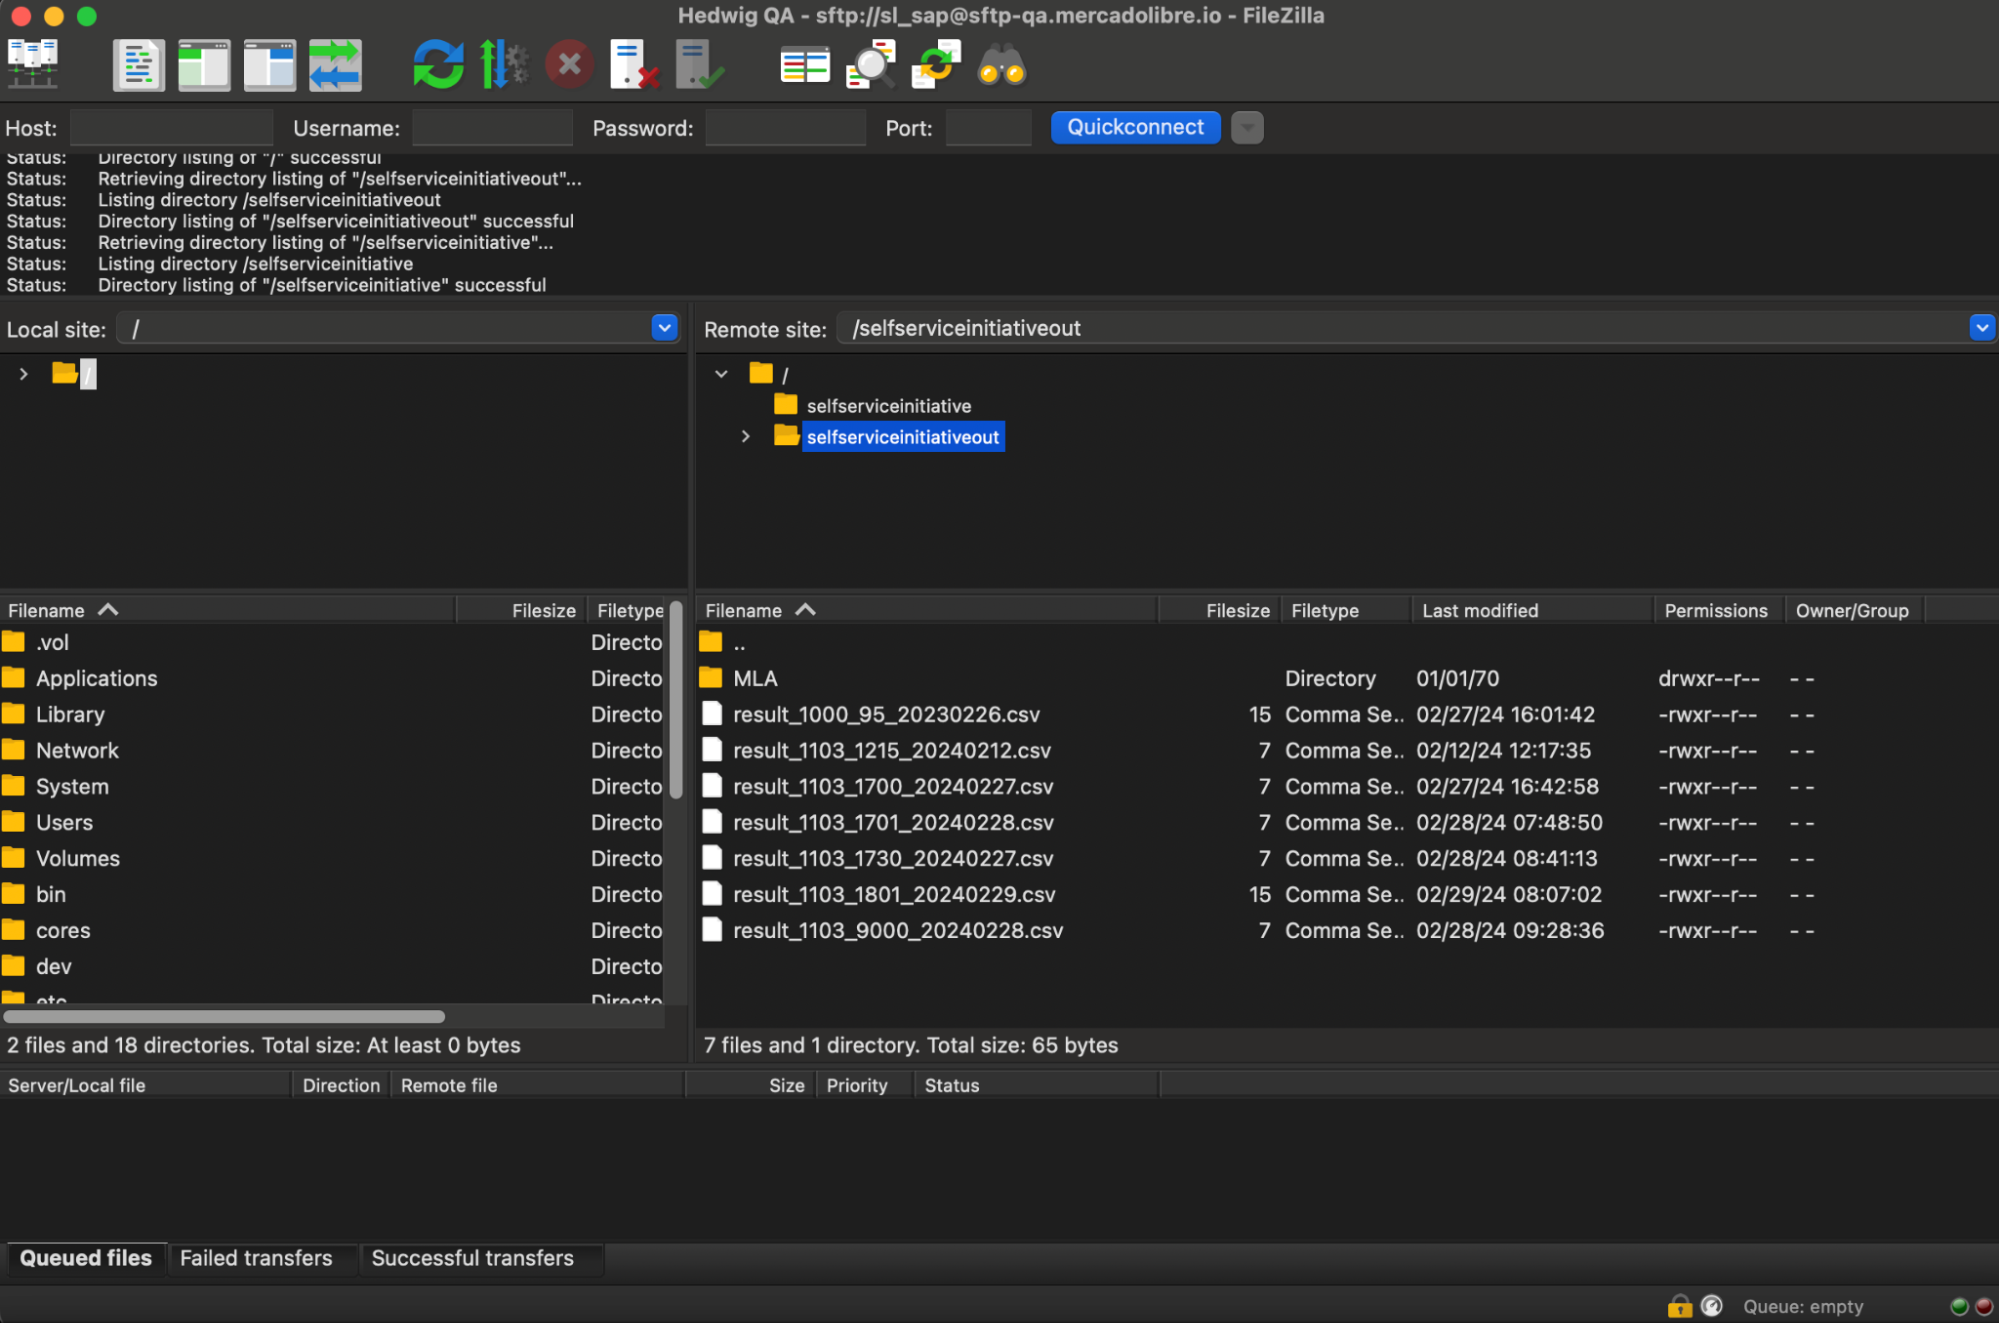 Hedwig QA - sftp://sl_sap@sftp-qa.mercadolibre.io - FileZilla
Host: Username: Password: Port: Quickconnect
Status: Directory listing of "/" successful
Status: Retrieving directory listing of "/selfserviceinitiativeout"...
Status: Listing directory /selfserviceinitiativeout
Status: Directory listing of "/selfserviceinitiativeout" successful
Status: Retrieving directory listing of "/selfserviceinitiative"...
Status: Listing directory /selfserviceinitiative
Status: Directory listing of "/selfserviceinitiative" successful
Local site: /
/
Filename Filesize Filetype
.vol Directo
Applications Directo
Library Directo
Network Directo
System Directo
Users Directo
Volumes Directo
bin Directo
cores Directo
dev Directo
etc Directo
2 files and 18 directories. Total size: At least 0 bytes
Remote site: /selfserviceinitiativeout
/
selfserviceinitiative
selfserviceinitiativeout
Filename Filesize Filetype Last modified Permissions Owner/Group
..
MLA Directory 01/01/70 drwxr--r-- - -
result_1000_95_20230226.csv 15 Comma Se.. 02/27/24 16:01:42 -rwxr--r-- - -
result_1103_1215_20240212.csv 7 Comma Se.. 02/12/24 12:17:35 -rwxr--r-- - -
result_1103_1700_20240227.csv 7 Comma Se.. 02/27/24 16:42:58 -rwxr--r-- - -
result_1103_1701_20240228.csv 7 Comma Se.. 02/28/24 07:48:50 -rwxr--r-- - -
result_1103_1730_20240227.csv 7 Comma Se.. 02/28/24 08:41:13 -rwxr--r-- - -
result_1103_1801_20240229.csv 15 Comma Se.. 02/29/24 08:07:02 -rwxr--r-- - -
result_1103_9000_20240228.csv 7 Comma Se.. 02/28/24 09:28:36 -rwxr--r-- - -
7 files and 1 directory. Total size: 65 bytes
Server/Local file Direction Remote file Size Priority Status
Queued files Failed transfers Successful transfers
Queue: empty